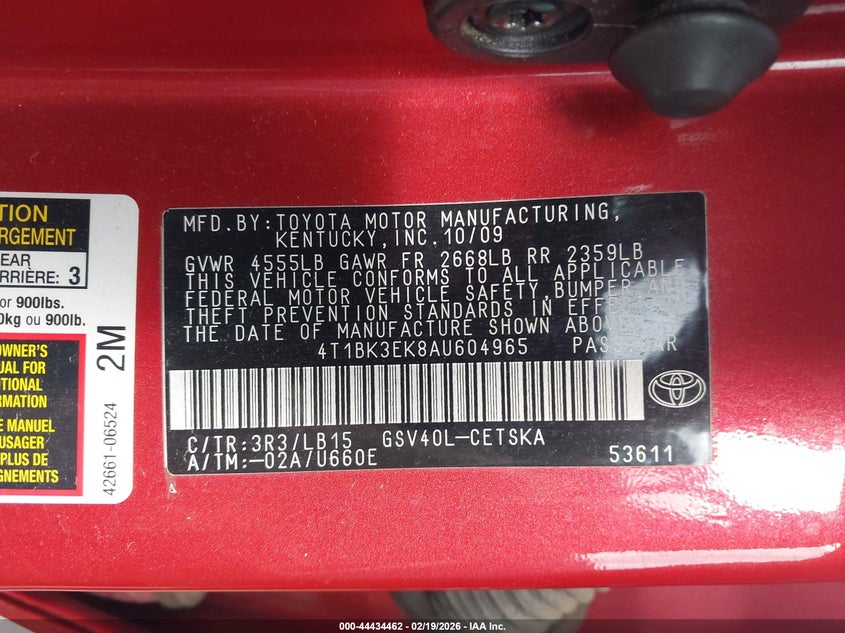 MFD.BY:TOYOTA MOTOR MANUFACTURING,
KENTUCKY, INC. 10/09
GVWR 4555LB GAWR FR 2668LB RR 2359LB
THIS VEHICLE CONFORMS TO ALL APPLICABLE
FEDERAL MOTOR VEHICLE SAFETY, BUMPER, AND
THEFT PREVENTION STANDARDS IN EFFECT
THE DATE OF MANUFACTURE SHOWN ABOVE.
4T1BK3EK8AU604965 PASS. CAR
C/TR:3R3/LB15 GSV40L-CETSKA
A/TM:-02A/U660E 53611
TION
RGEMENT
EAR
RRIÈRE: 3
or 900lbs.
0kg ou 900lb.
2M
OWNER'S
UAL FOR
ITIONAL
RMATION
E MANUEL
USAGER
PLUS DE
GNEMENTS
42661-06524
000-44434462 - 02/19/2026 - IAA Inc.